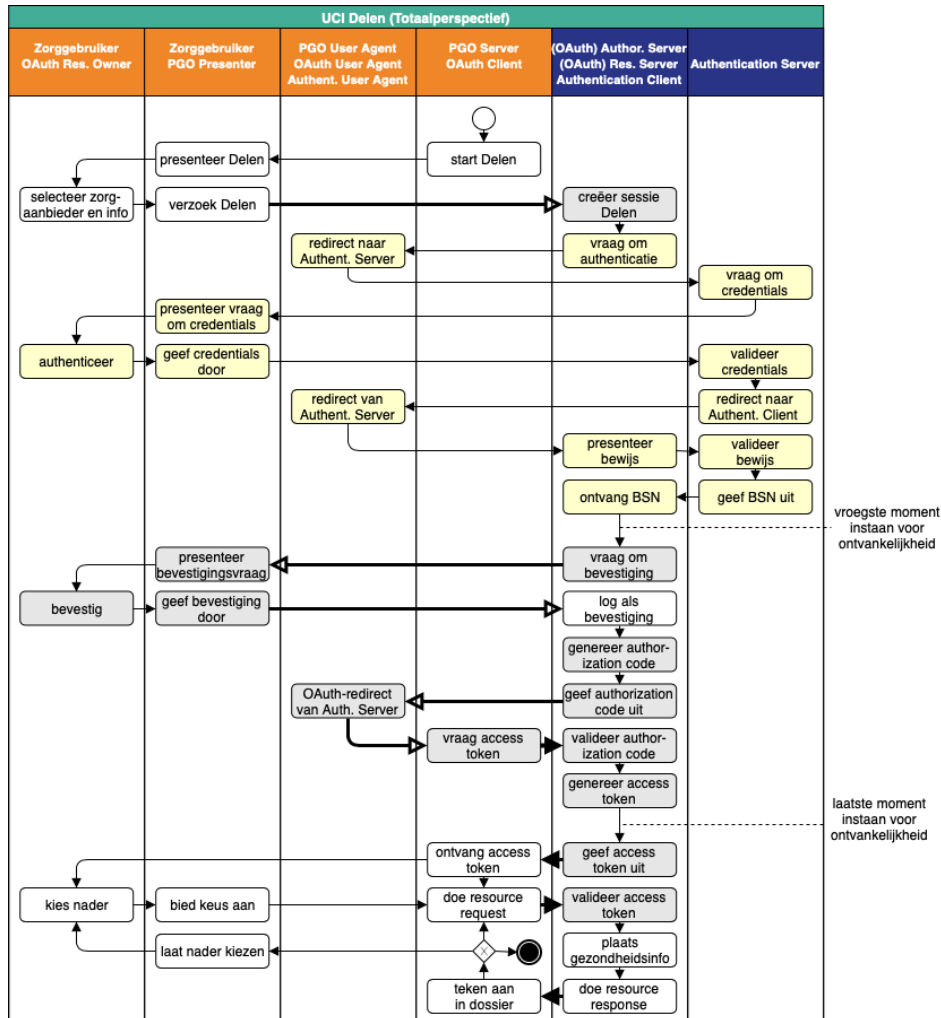 UCI Delen (Totaalperspectief)
Zorggebruiker
OAuth Res. Owner
Zorggebruiker
PGO Presenter
PGO User Agent
OAuth User Agent
Authent. User Agent
PGO Server
OAuth Client
(OAuth) Author. Server
(OAuth) Res. Server
Authentication Client
Authentication Server
presenteer Delen
start Delen
selecteer zorg-
aanbieder en info
verzoek Delen
creëer sessie
Delen
redirect naar
Authent. Server
vraag om
authenticatie
vraag om
credentials
presenteer vraag
om credentials
authenticeer
geef credentials
door
valideer
credentials
redirect van
Authent. Server
redirect naar
Authent. Client
presenteer
bewijs
valideer
bewijs
ontvang BSN
geef BSN uit
vroegste moment
instaan voor
ontvankelijkheid
presenteer
bevestigingsvraag
vraag om
bevestiging
bevestig
geef bevestiging
door
log als
bevestiging
genereer author-
ization code
OAuth-redirect
van Auth. Server
geef authorization
code uit
vraag access
token
valideer author-
ization code
genereer access
token
laatste moment
instaan voor
ontvankelijkheid
ontvang access
token
geef access
token uit
kies nader
bied keus aan
doe resource
request
valideer access
token
laat nader kiezen
X
plaats
gezondheidsinfo
teken aan
in dossier
doe resource
response